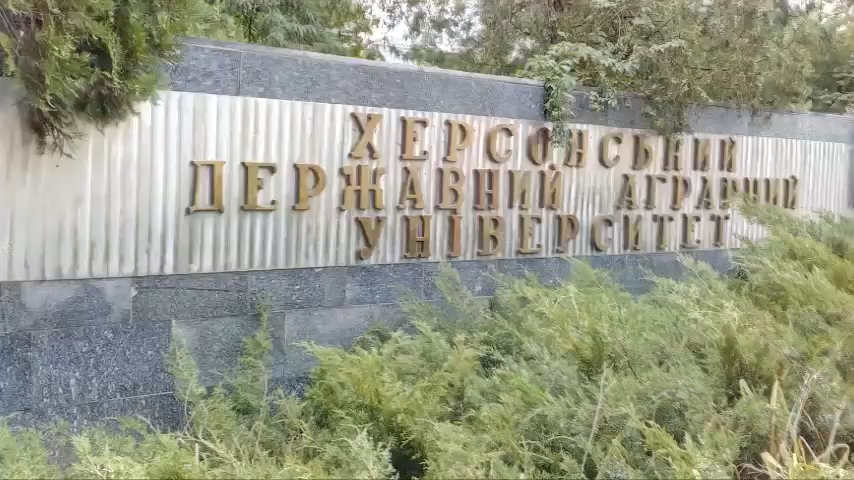 ХЕРСОНСЬКИЙ
ДЕРЖАВНИЙ АГРАРНИЙ
УНІВЕРСИТЕТ